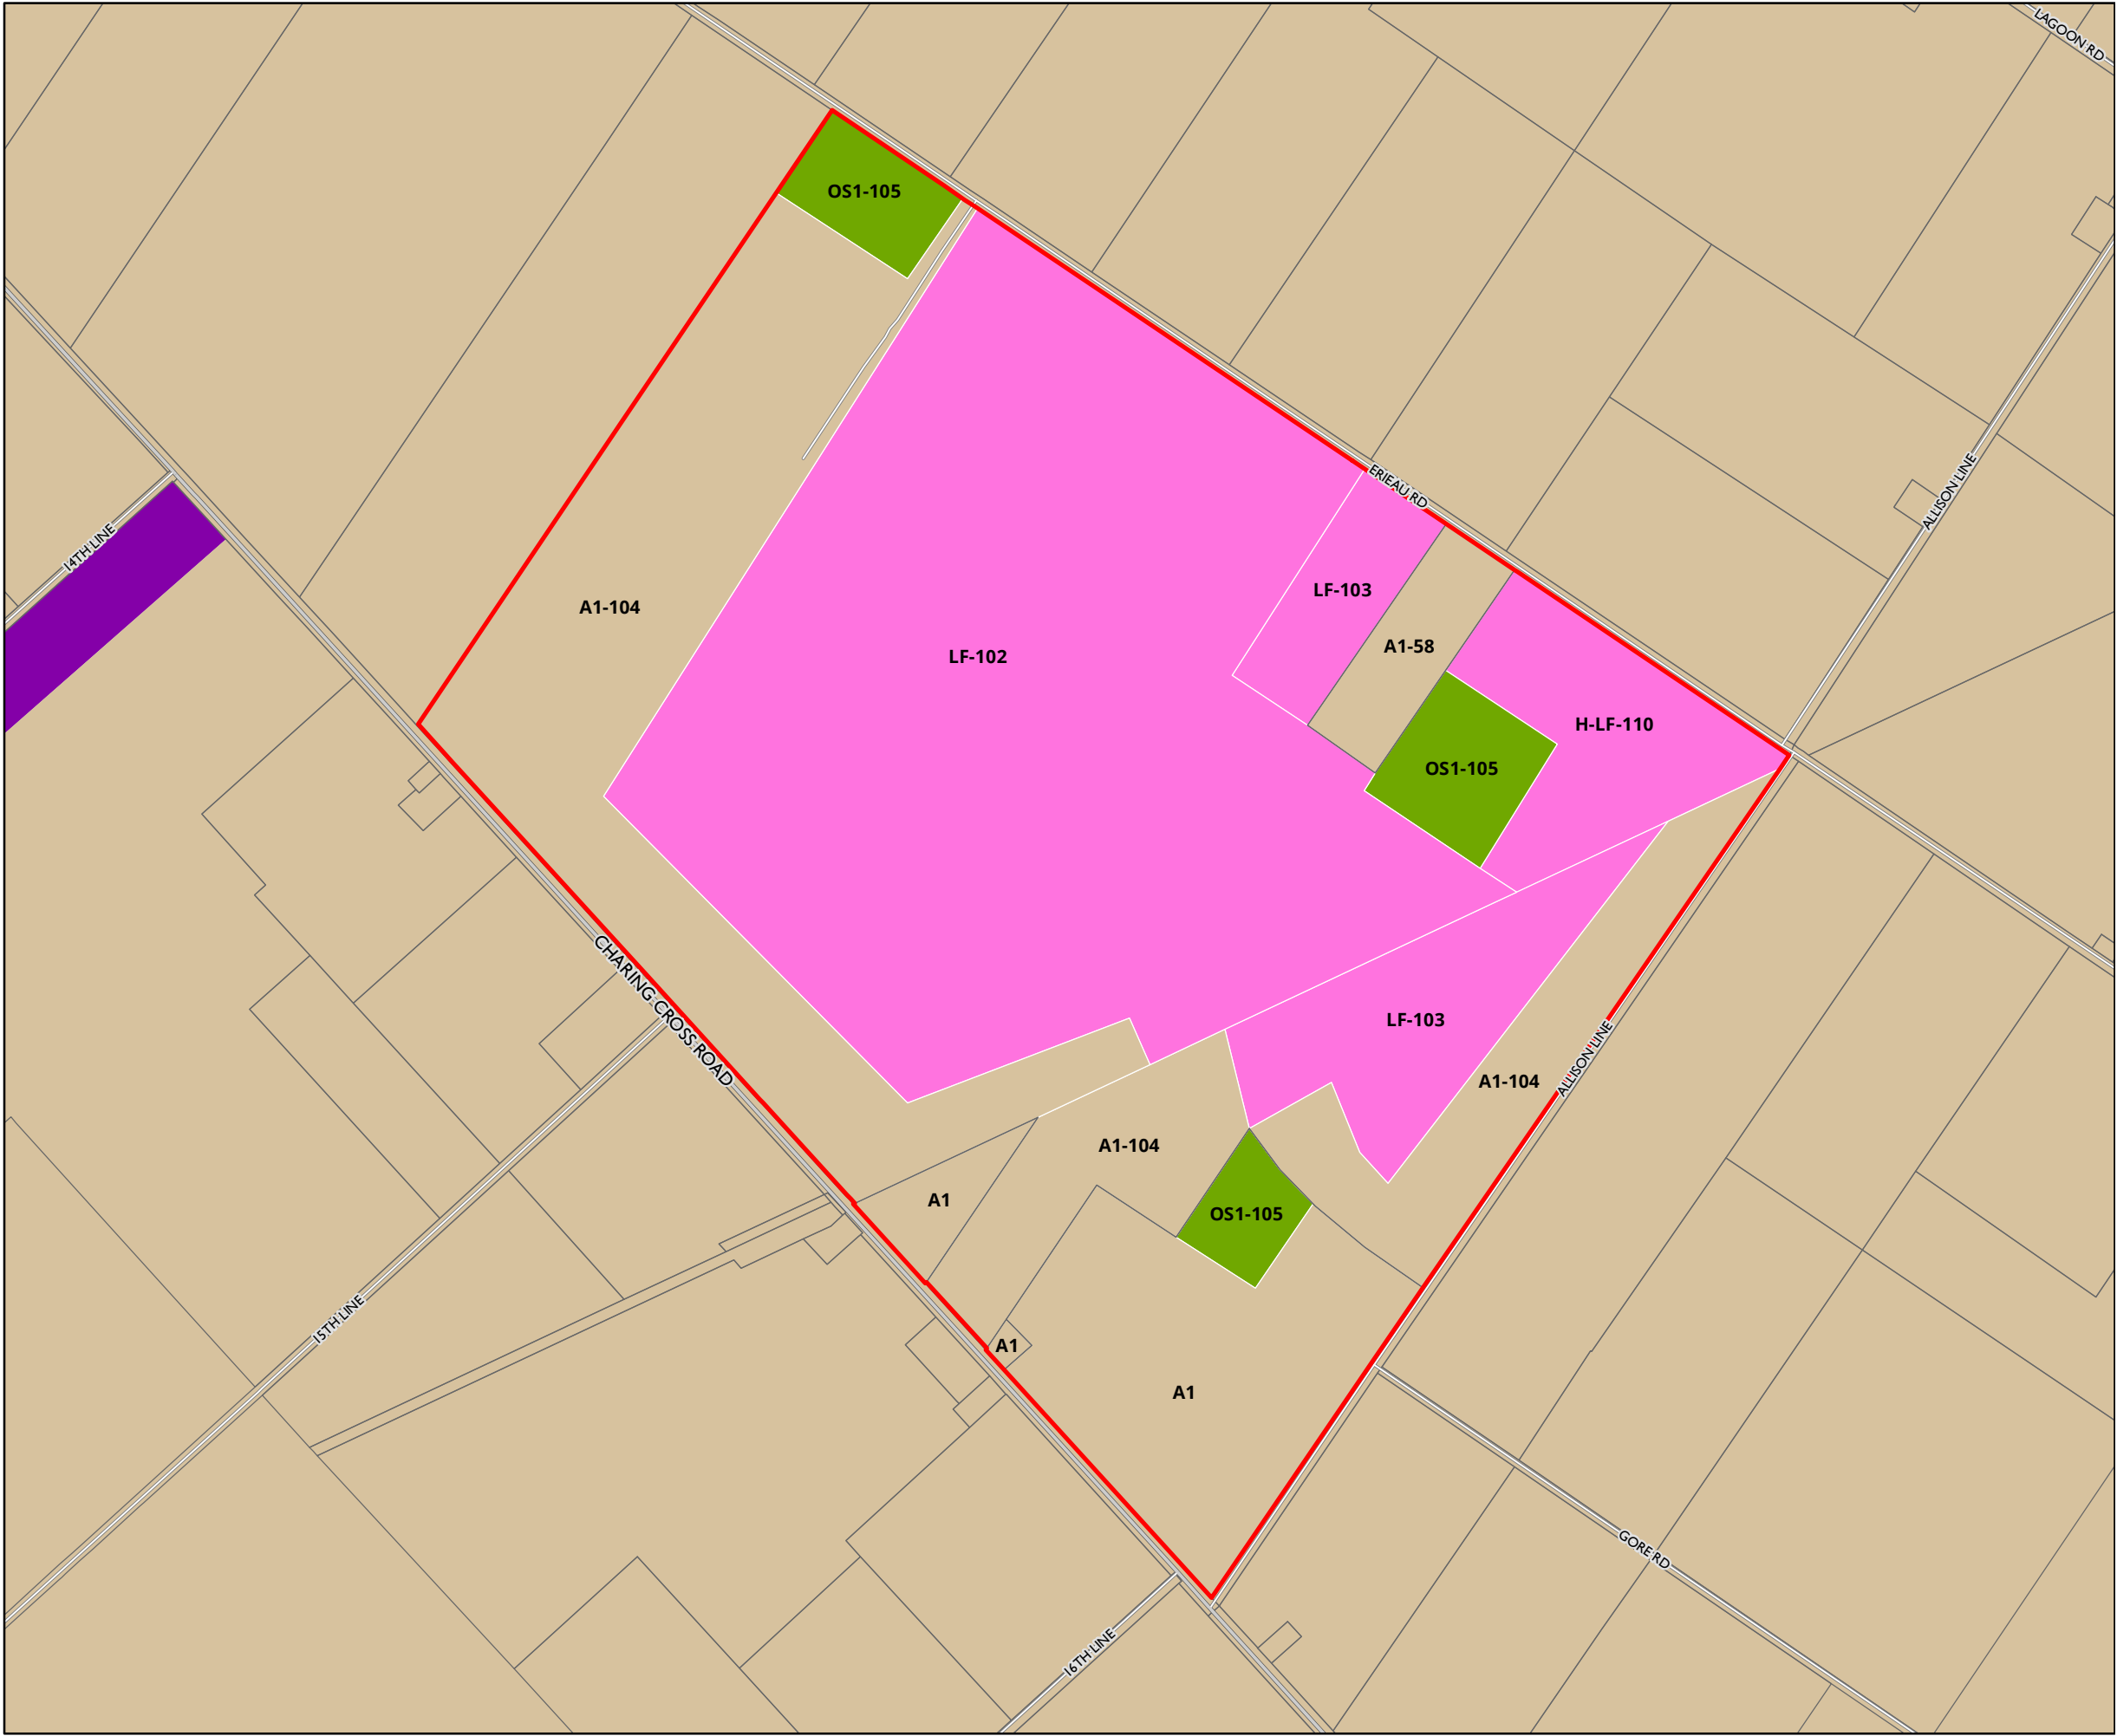 LAGOON RD
OS1-105
ERIEAU RD
ALLISON LINE
14TH LINE
LF-103
A1-104
A1-58
LF-102
H-LF-110
OS1-105
CHARING CROSS ROAD
LF-103
ALLISON LINE
A1-104
A1-104
A1
OS1-105
15TH LINE
A1
A1
GORE RD
16TH LINE